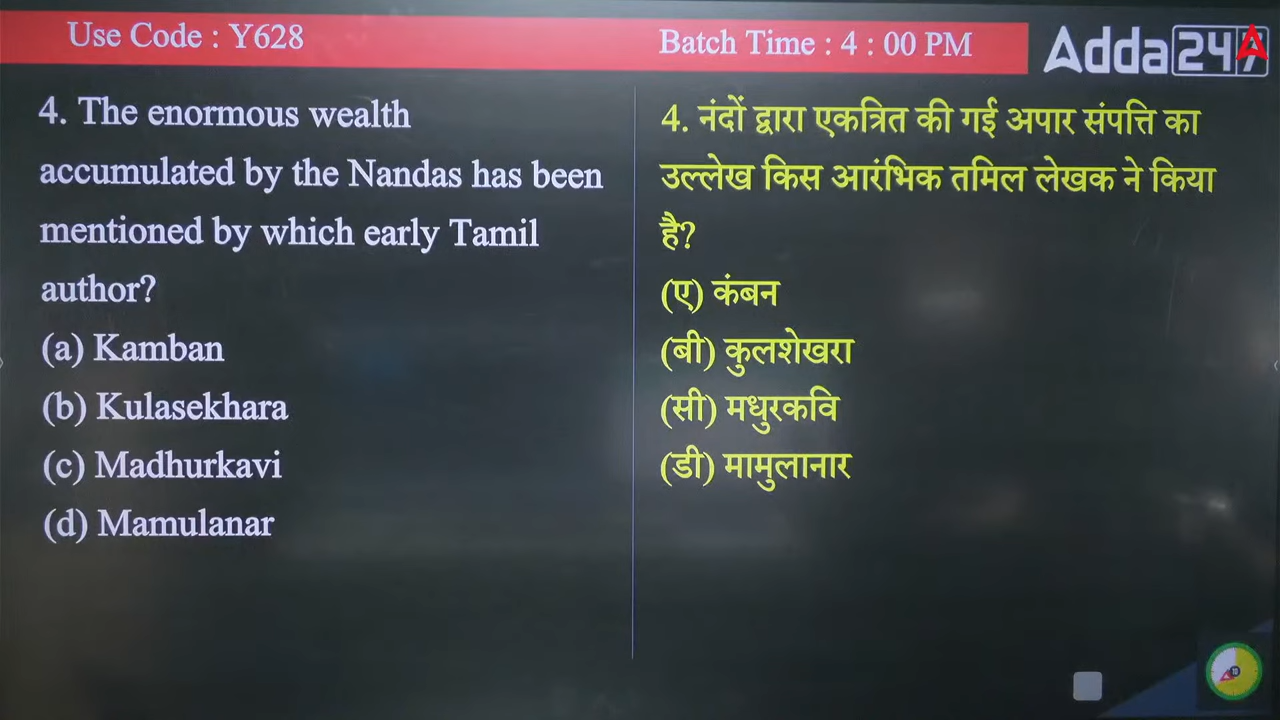 Use Code : Y628
Batch Time : 4 : 00 PM
Adda247
4. The enormous wealth
accumulated by the Nandas has been
mentioned by which early Tamil
author?
(a) Kamban
(b) Kulasekhara
(c) Madhurkavi
(d) Mamulanar
4. नंदों द्वारा एकत्रित की गई अपार संपत्ति का
उल्लेख किस आरंभिक तमिल लेखक ने किया
है?
(ए) कंबन
(बी) कुलशेखरा
(सी) मधुरकवि
(डी) मामुलानार